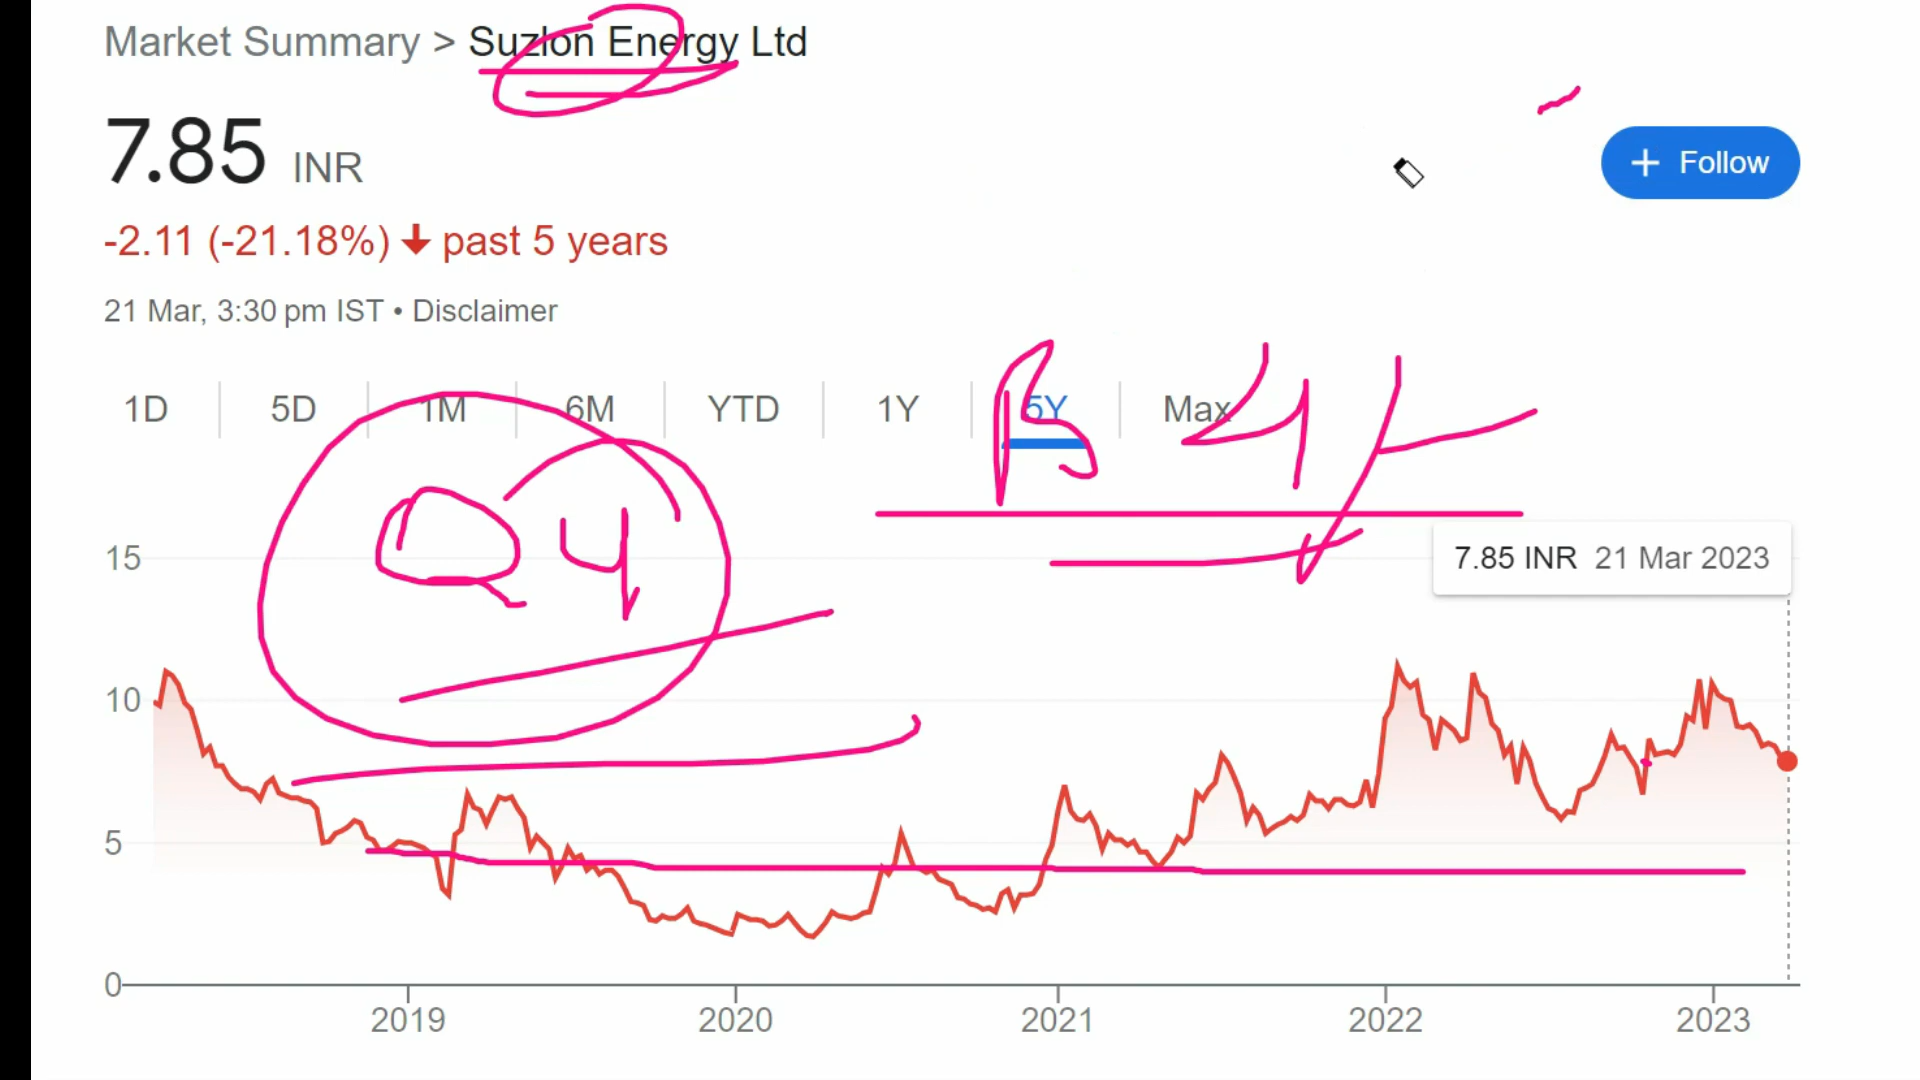 Market Summary > Suzlon Energy Ltd
7.85 INR
+ Follow
-2.11 (-21.18%) ↓ past 5 years
21 Mar, 3:30 pm IST • Disclaimer
1D 5D 1M 6M YTD 1Y 5Y Max
Q4
7.85 INR 21 Mar 2023
15
10
5
0
2019 2020 2021 2022 2023